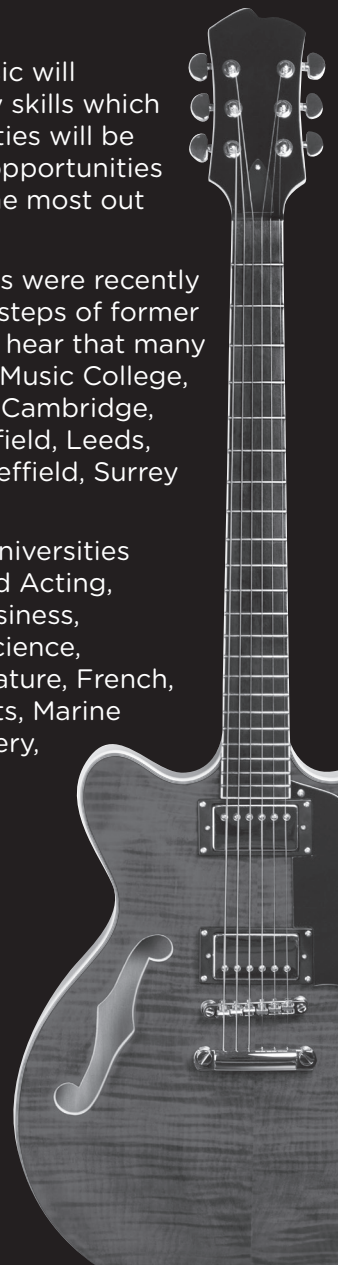 ic will
skills which
ties will be
opportunities
e most out
s were recently
steps of former
hear that many
Music College,
Cambridge,
field, Leeds,
effield, Surrey
niversities
d Acting,
siness,
cience,
ature, French,
ts, Marine
ery,